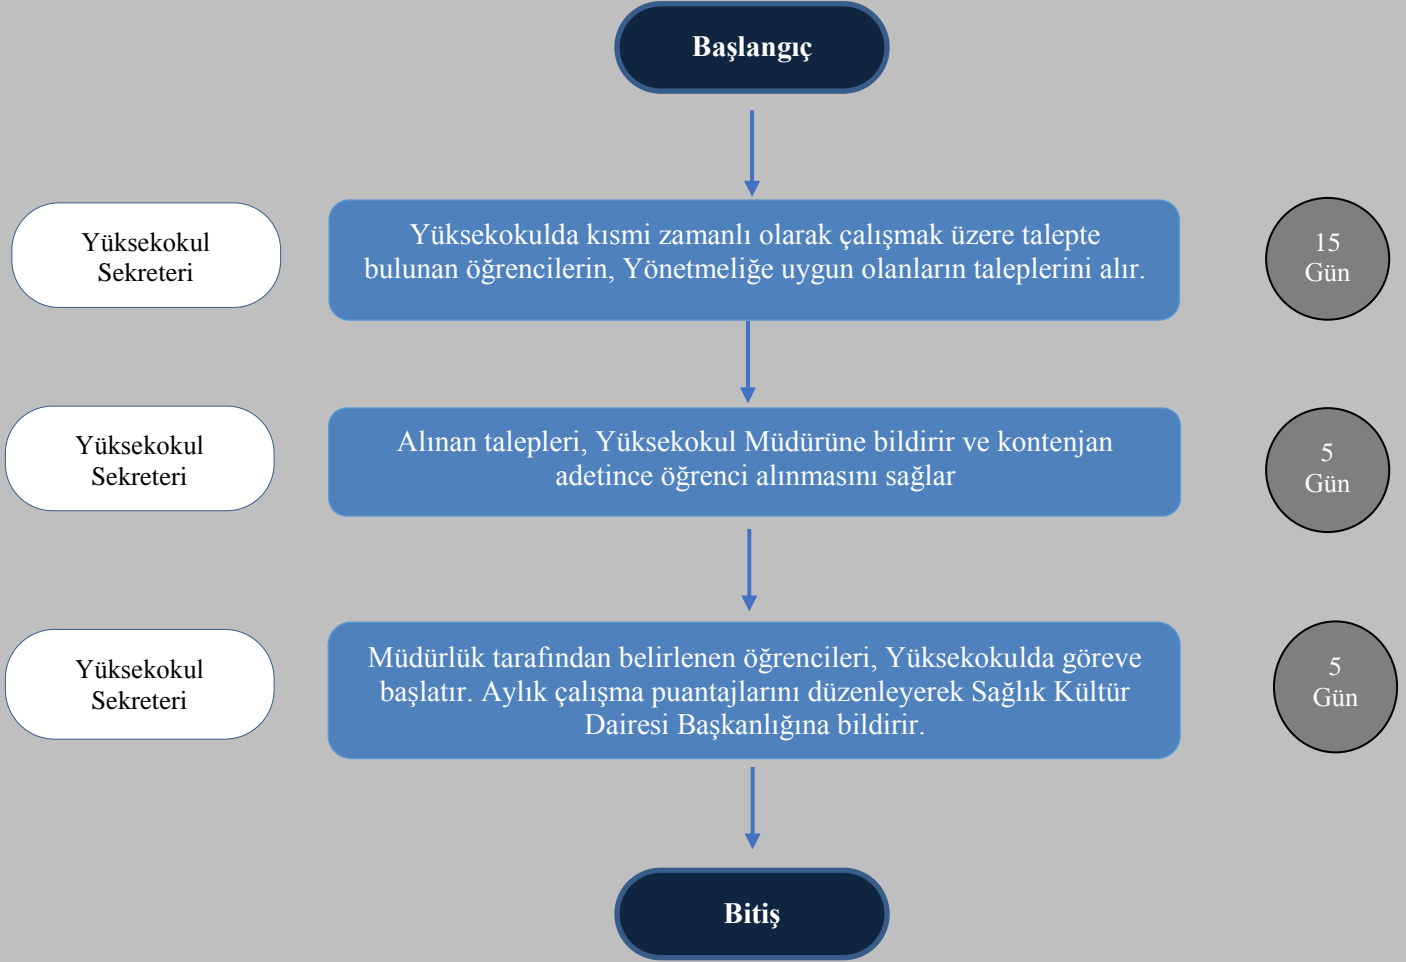 Başlangıç
Yüksekokul
Sekreteri
Yüksekokulda kısmi zamanlı olarak çalışmak üzere talepte
bulunan öğrencilerin, Yönetmeliğe uygun olanların taleplerini alır.
15
Gün
Yüksekokul
Sekreteri
Alınan talepleri, Yüksekokul Müdürüne bildirir ve kontenjan
adetince öğrenci alınmasını sağlar
5
Gün
Yüksekokul
Sekreteri
Müdürlük tarafından belirlenen öğrencileri, Yüksekokulda göreve
başlatır. Aylık çalışma puantajlarını düzenleyerek Sağlık Kültür
Dairesi Başkanlığına bildirir.
5
Gün
Bitiş